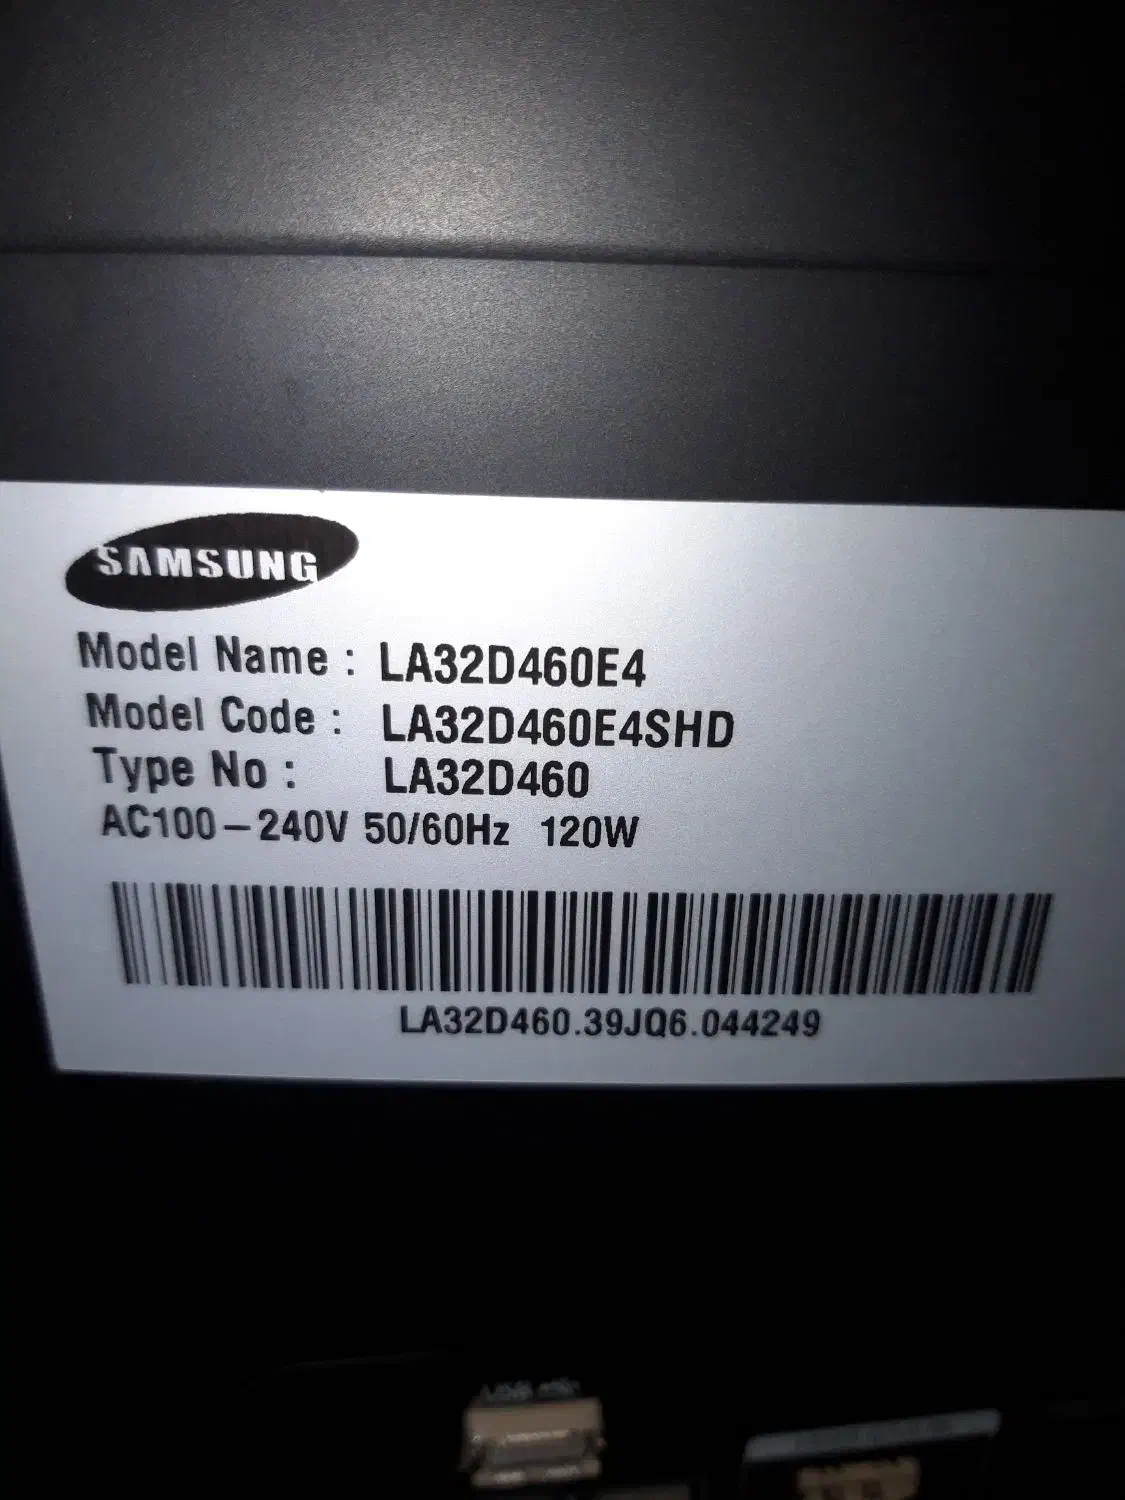 SAMSUNG
Model Name : LA32D460E4
Model Code : LA32D460E4SHD
Type No : LA32D460
AC100-240V 50/60Hz 120W
LA32D460.39JQ6.044249